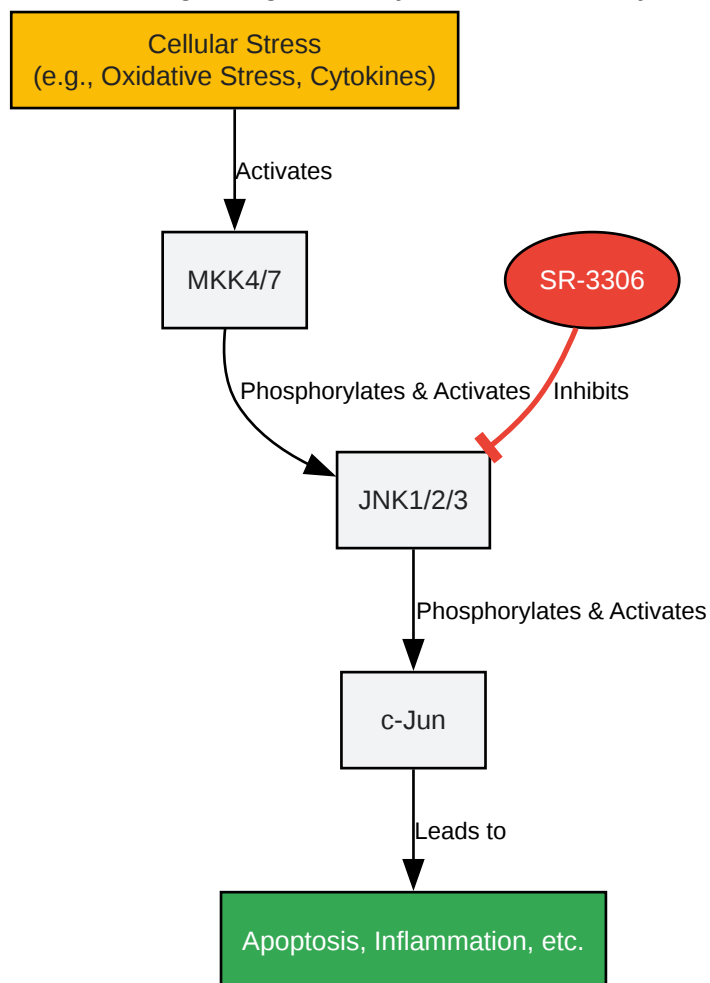 Cellular Stress
(e.g., Oxidative Stress, Cytokines)
Activates
MKK4/7
SR-3306
Phosphorylates & Activates
Inhibits
JNK1/2/3
Phosphorylates & Activates
c-Jun
Leads to
Apoptosis, Inflammation, etc.